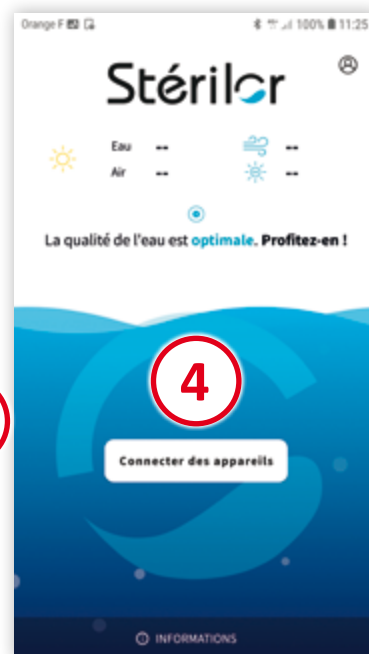 Orange F 100% 11:25
Stérilor
Eau -- --
Air -- --
La qualité de l'eau est optimale. Profitez-en !
4
Connecter des appareils
INFORMATIONS